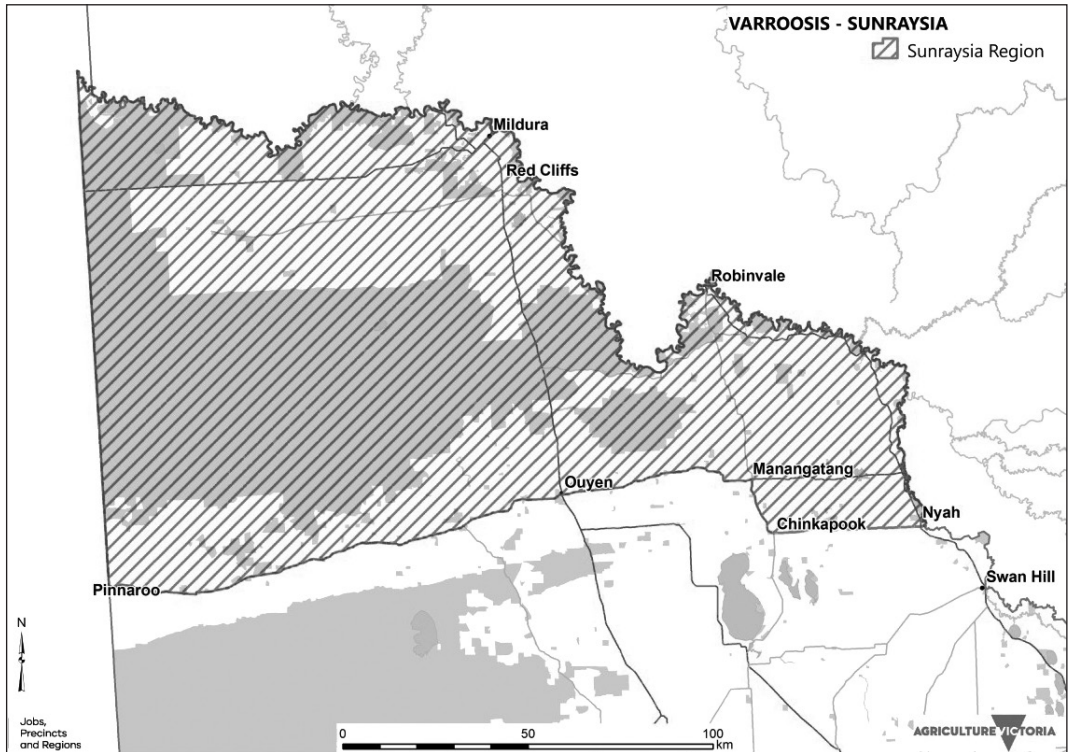 VARROOSIS - SUNRAYSIA
Sunraysia Region
Mildura
Red Cliffs
Robinvale
Ouyen
Manangatang
Chinkapook
Nyah
Swan Hill
Pinnaroo
N
Jobs,
Precincts
and Regions
0 50 100
km
AGRICULTURE VICTORIA